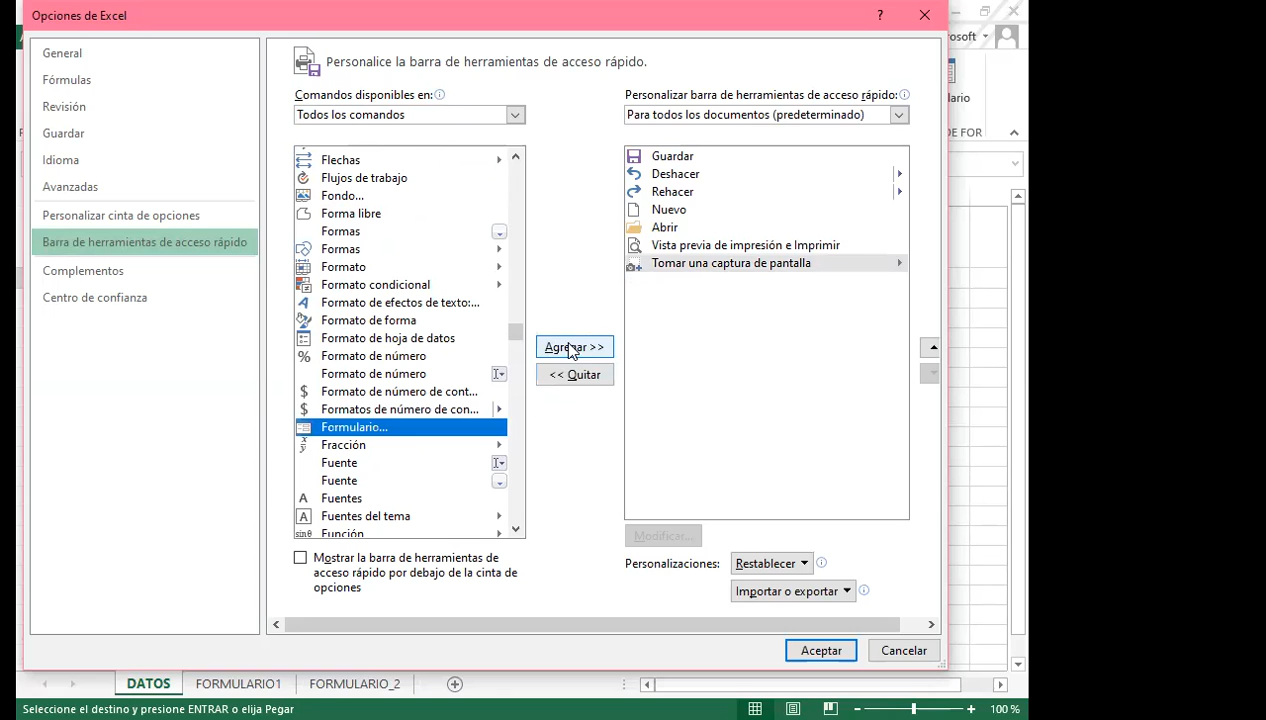 Opciones de Excel
?
osoft
General
Fórmulas
Revisión
Guardar
Idioma
Avanzadas
Personalizar cinta de opciones
Barra de herramientas de acceso rápido
Complementos
Centro de confianza
Personalice la barra de herramientas de acceso rápido.
Comandos disponibles en:
Todos los comandos
Flechas
Flujos de trabajo
Fondo...
Forma libre
Formas
Formas
Formato
Formato condicional
Formato de efectos de texto:...
Formato de forma
Formato de hoja de datos
Formato de número
Formato de número
Formato de número de cont...
Formatos de número de con...
Formulario...
Fracción
Fuente
Fuente
Fuentes
Fuentes del tema
Función
Mostrar la barra de herramientas de
acceso rápido por debajo de la cinta de
opciones
Agregar >>
<< Quitar
Personalizar barra de herramientas de acceso rápido:
Para todos los documentos (predeterminado)
Guardar
Deshacer
Rehacer
Nuevo
Abrir
Vista previa de impresión e Imprimir
Tomar una captura de pantalla
Modificar...
Personalizaciones:
Restablecer
Importar o exportar
Aceptar
Cancelar
lario
DE FOR
DATOS
FORMULARIO1
FORMULARIO_2
Seleccione el destino y presione ENTRAR o elija Pegar
100 %